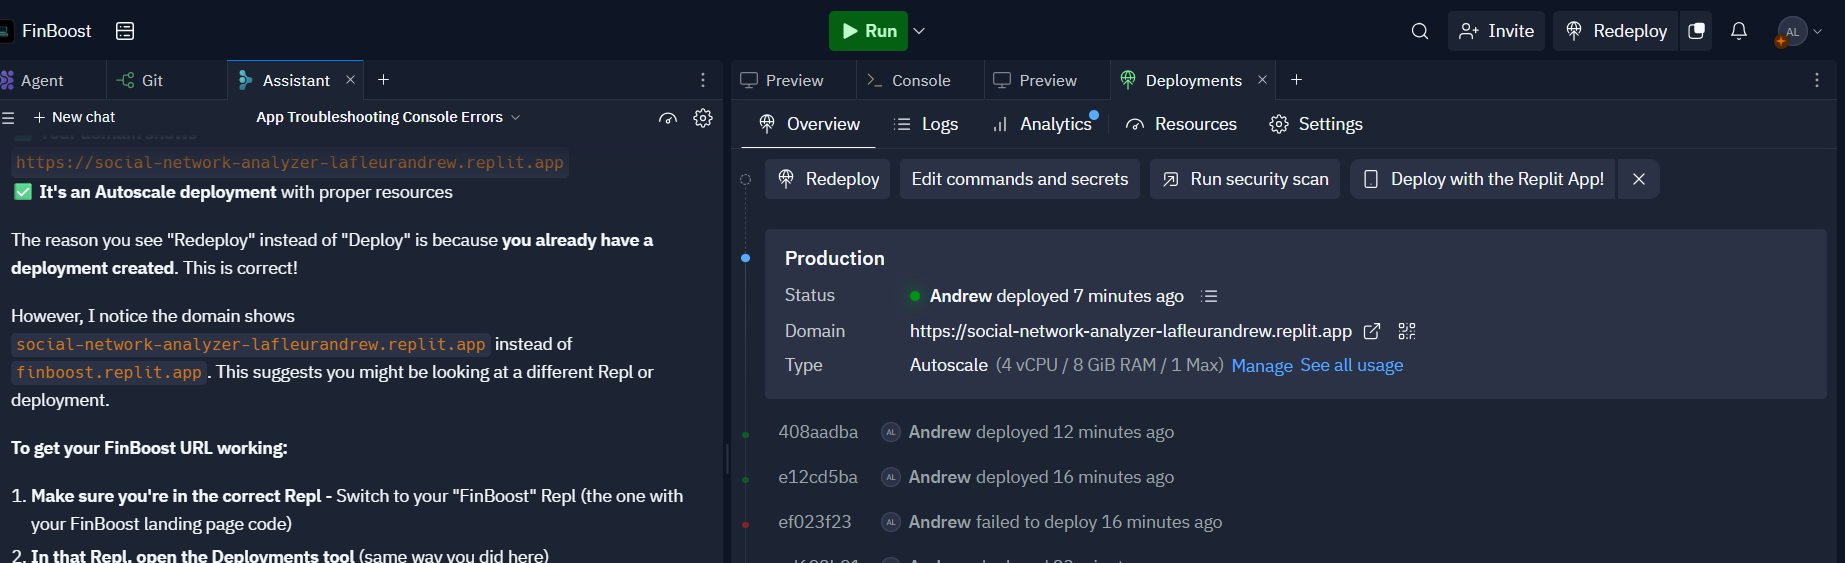 FinBoost
Run
Invite
Redeploy
AL
Agent
Git
Assistant
Preview
Console
Preview
Deployments
New chat
App Troubleshooting Console Errors
Overview
Logs
Analytics
Resources
Settings
https://social-network-analyzer-lafleurandrew.replit.app
It's an Autoscale deployment with proper resources
The reason you see "Redeploy" instead of "Deploy" is because you already have a
deployment created. This is correct!
However, I notice the domain shows
social-network-analyzer-lafleurandrew.replit.app instead of
finboost.replit.app. This suggests you might be looking at a different Repl or
deployment.
To get your FinBoost URL working:
1. Make sure you're in the correct Repl - Switch to your "FinBoost" Repl (the one with
your FinBoost landing page code)
2. In that Repl, open the Deployments tool (same way you did here)
Redeploy
Edit commands and secrets
Run security scan
Deploy with the Replit App!
Production
Status
Andrew deployed 7 minutes ago
Domain
https://social-network-analyzer-lafleurandrew.replit.app
Type
Autoscale (4 vCPU / 8 GiB RAM / 1 Max) Manage See all usage
408aadba AL Andrew deployed 12 minutes ago
e12cd5ba AL Andrew deployed 16 minutes ago
ef023f23 AL Andrew failed to deploy 16 minutes ago